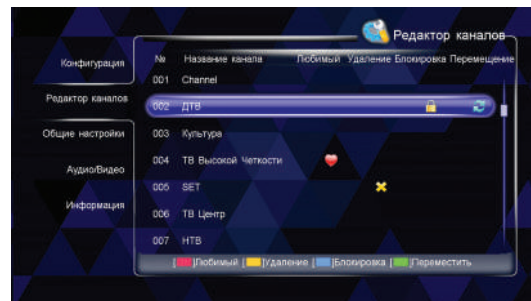 Редактор каналов
Конфигурация
Редактор каналов
Общие настройки
Аудио/Видео
Информация
№ Название канала Любимый Удаление Блокировка Перемещение
001 Channel
002 ДТВ
003 Культура
004 ТВ Высокой Четкости
005 SET
006 ТВ Центр
007 НТВ
[ ]Любимый [ ]Удаление [ ]Блокировка [ ]Переместить